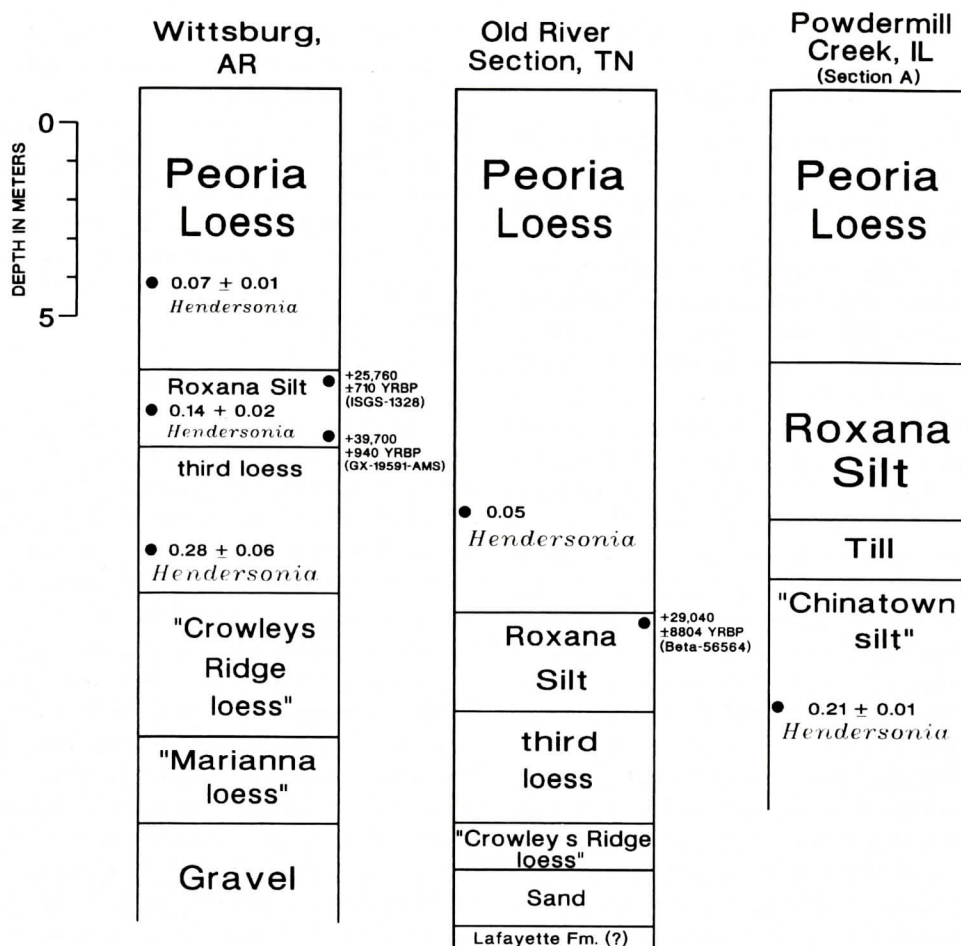 Wittsburg,
AR
DEPTH IN METERS
0
5
Peoria
Loess
0.07 ± 0.01
Hendersonia
Roxana Silt
0.14 + 0.02
Hendersonia
+25,760
±710 YRBP
(ISGS-1328)
+39,700
+940 YRBP
(GX-19591-AMS)
third loess
0.28 ± 0.06
Hendersonia
"Crowleys
Ridge
loess"
"Marianna
loess"
Gravel
Old River
Section, TN
Peoria
Loess
0.05
Hendersonia
Roxana
Silt
+29,040
±8804 YRBP
(Beta-56564)
third
loess
"Crowley s Ridge
loess"
Sand
Lafayette Fm. (?)
Powdermill
Creek, IL
(Section A)
Peoria
Loess
Roxana
Silt
Till
"Chinatown
silt"
0.21 ± 0.01
Hendersonia